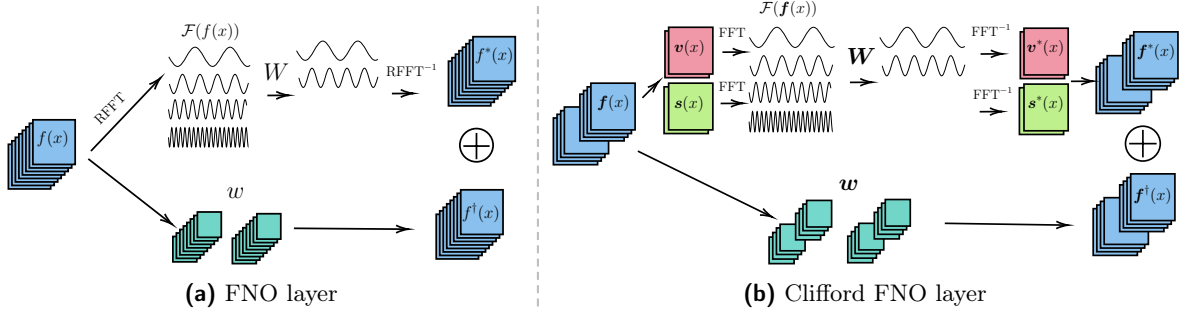 𝓕(f(x))
RFFT
W
RFFT⁻¹
f*(x)
f(x)
w
f†(x)
(a) FNO layer
𝓕(𝒇(x))
𝒗(x)
FFT
𝑾
FFT⁻¹
𝒗*(x)
𝒇*(x)
𝒇(x)
𝒔(x)
FFT
FFT⁻¹
𝒔*(x)
𝒘
𝒇†(x)
(b) Clifford FNO layer